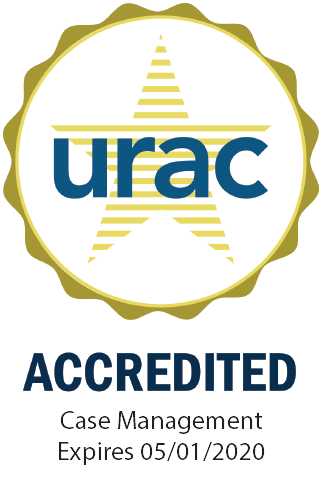 urac
ACCREDITED
Case Management
Expires 05/01/2020